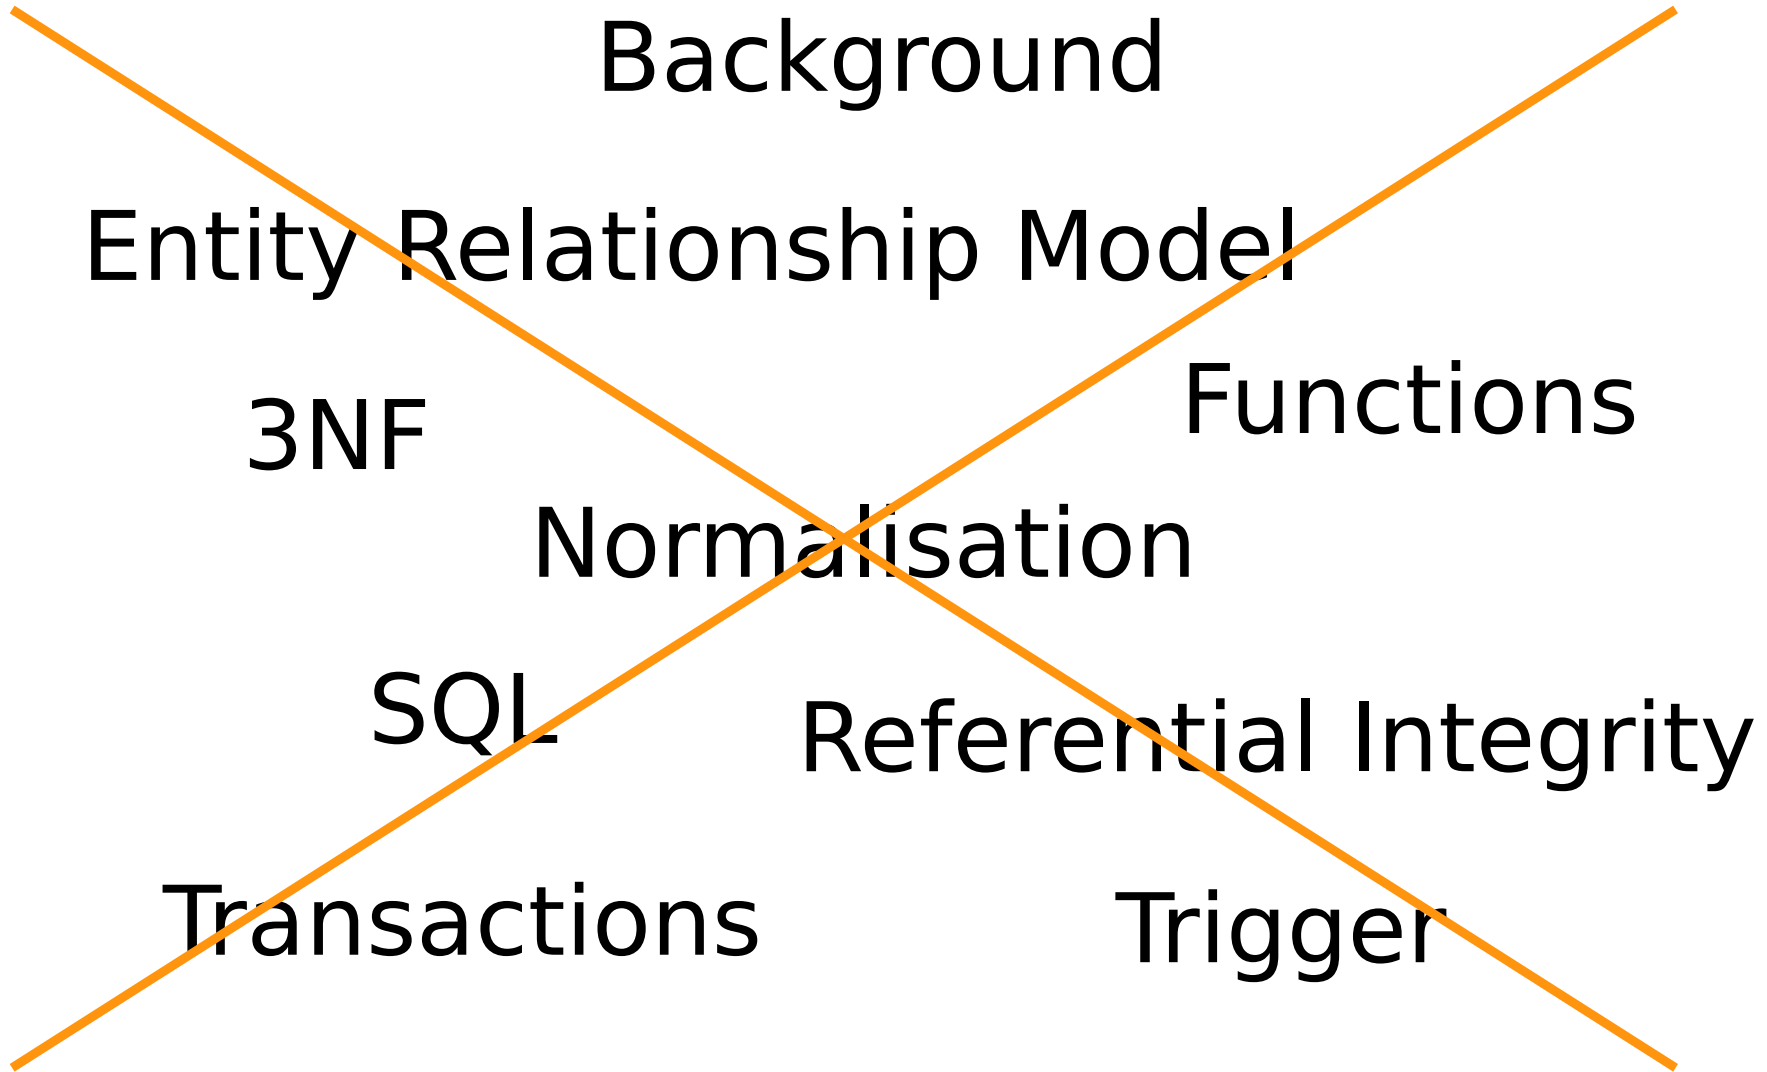 Background
Entity Relationship Model
Functions
3NF
Normalisation
SQL
Referential Integrity
Transactions
Trigger